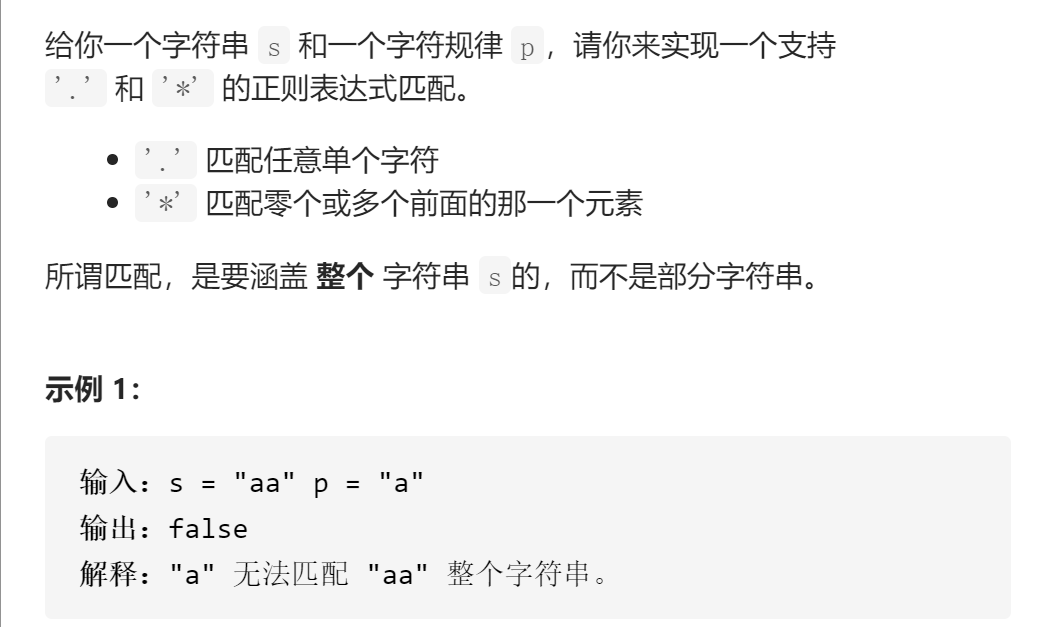 给你一个字符串 s 和一个字符规律 p，请你来实现一个支持
'.' 和 '*' 的正则表达式匹配。
• '.' 匹配任意单个字符
• '*' 匹配零个或多个前面的那一个元素
所谓匹配，是要涵盖 整个 字符串 s的，而不是部分字符串。
示例 1：
输入：s = "aa" p = "a"
输出：false
解释："a" 无法匹配 "aa" 整个字符串。